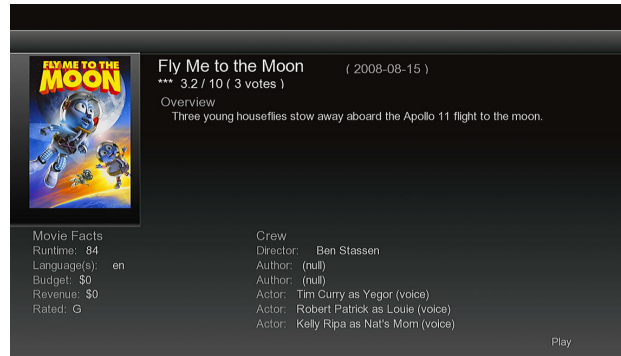 FLY ME TO THE
MOON
Fly Me to the Moon ( 2008-08-15 )
*** 3.2 / 10 ( 3 votes )
Overview
Three young houseflies stow away aboard the Apollo 11 flight to the moon.
Movie Facts
Runtime: 84
Language(s): en
Budget: $0
Revenue: $0
Rated: G
Crew
Director: Ben Stassen
Author: (null)
Author: (null)
Actor: Tim Curry as Yegor (voice)
Actor: Robert Patrick as Louie (voice)
Actor: Kelly Ripa as Nat's Mom (voice)
Play